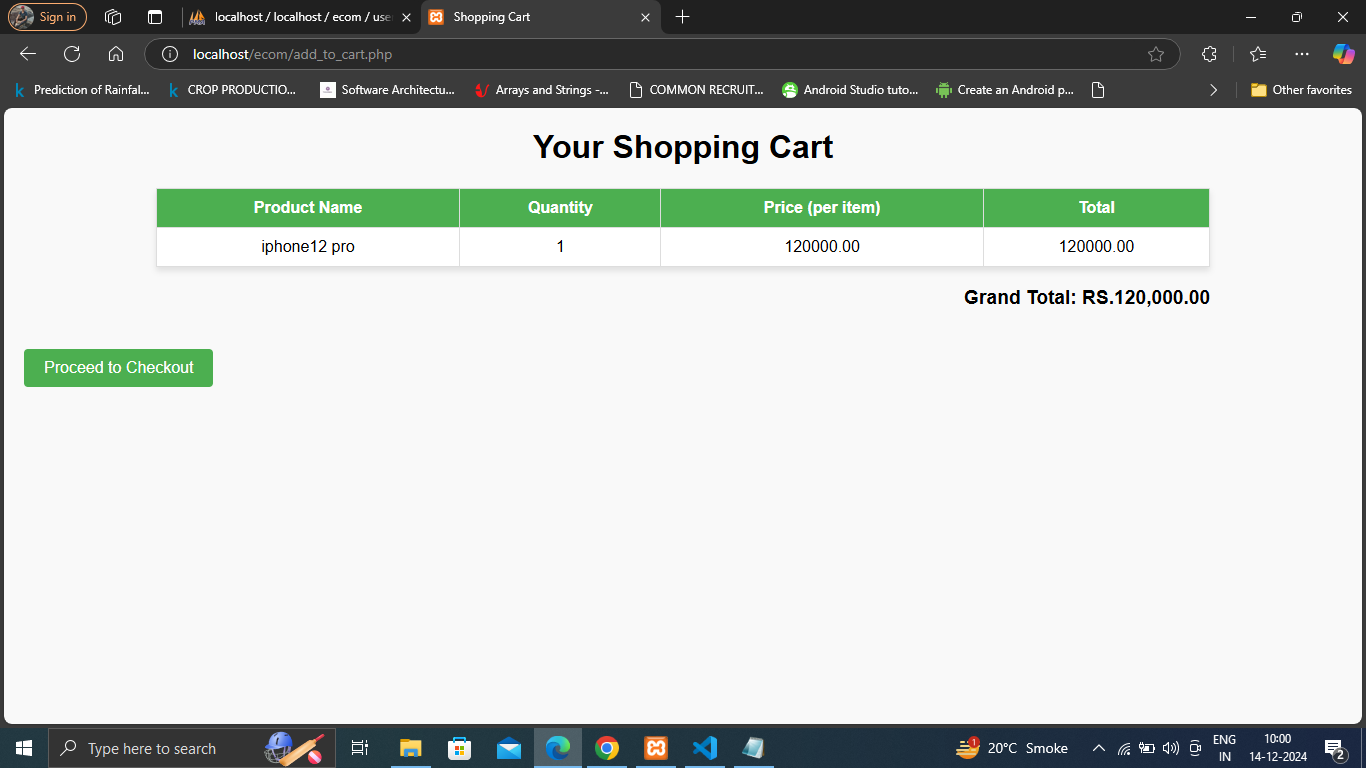 Sign in
localhost / localhost / ecom / use
Shopping Cart
localhost/ecom/add_to_cart.php
Prediction of Rainfal...
CROP PRODUCTIO...
Software Architectu...
Arrays and Strings -...
COMMON RECRUIT...
Android Studio tuto...
Create an Android p...
Other favorites
Your Shopping Cart
Product Name Quantity Price (per item) Total
iphone12 pro 1 120000.00 120000.00
Grand Total: RS.120,000.00
Proceed to Checkout
Type here to search
1
20°C Smoke
ENG
IN
10:00
14-12-2024
2